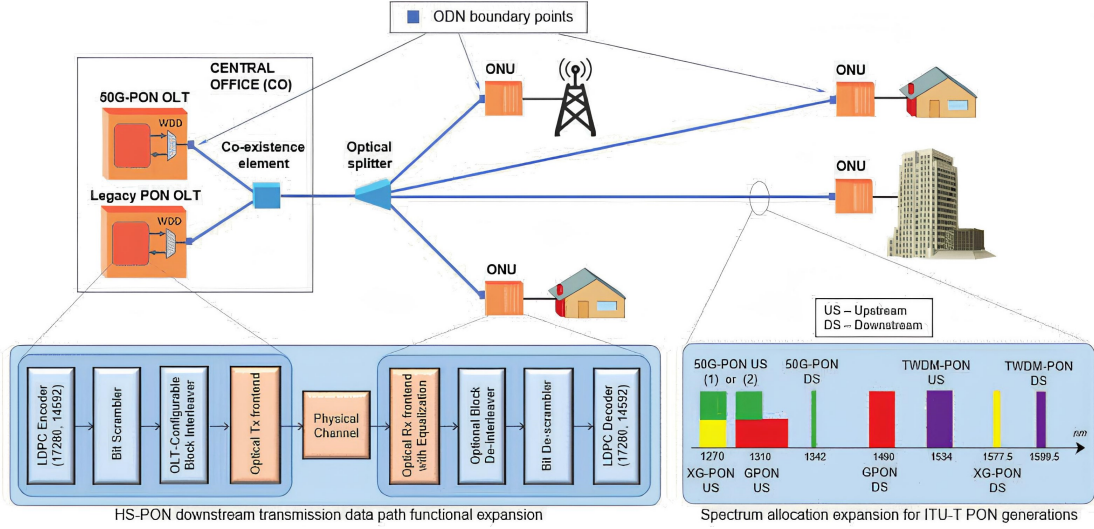 ODN boundary points
CENTRAL
OFFICE (CO)
50G-PON OLT
WDD
Co-existence
element
Optical
splitter
Legacy PON OLT
WDD
ONU
ONU
ONU
ONU
US – Upstream
DS – Downstream
LDPC Encoder
(17280, 14592)
Bit Scrambler
OLT-Configurable
Block Interleaver
Optical Tx frontend
Physical
Channel
Optical Rx frontend
with Equalization
Optional Block
De-Interleaver
Bit De-scrambler
LDPC Decoder
(17280, 14592)
HS-PON downstream transmission data path functional expansion
50G-PON US
(1) or (2)
50G-PON
DS
TWDM-PON
US
TWDM-PON
DS
nm
1270 1310 1342 1490 1534 1577.5 1599.5
XG-PON
US
GPON
US
GPON
DS
XG-PON
DS
Spectrum allocation expansion for ITU-T PON generations